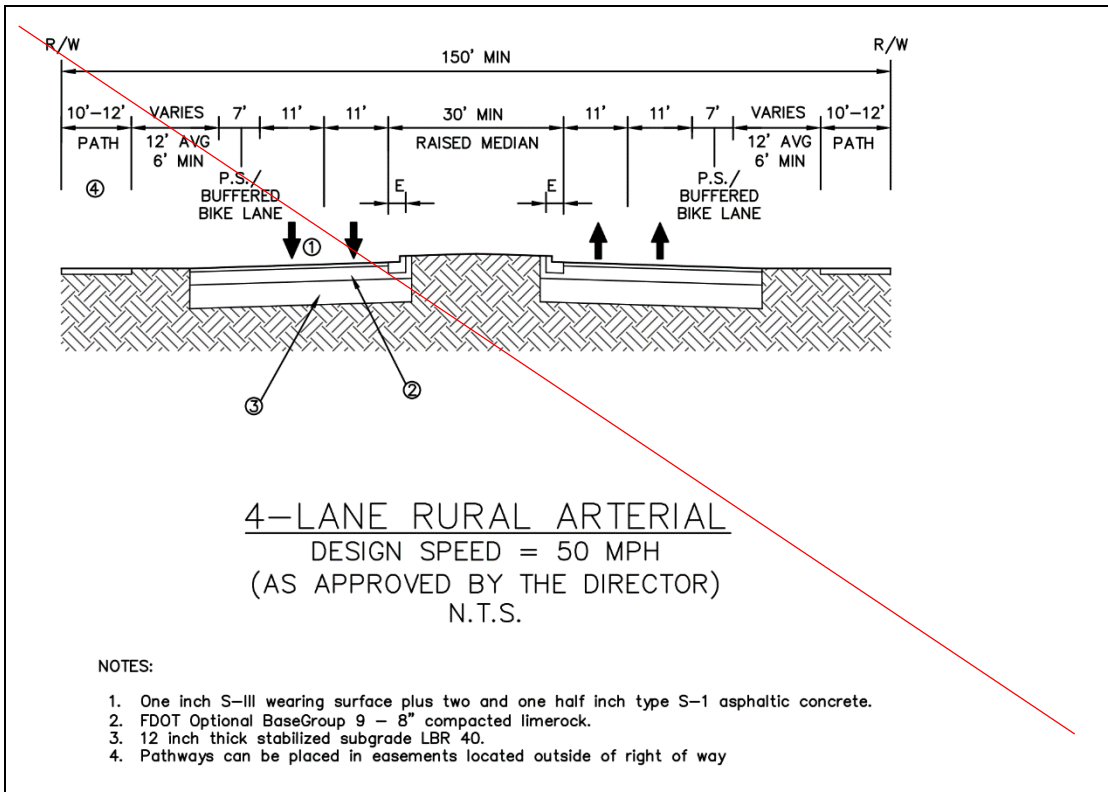 R/W R/W
150' MIN
10'-12' VARIES 7' 11' 11' 30' MIN 11' 11' 7' VARIES 10'-12'
PATH 12' AVG RAISED MEDIAN 12' AVG PATH
6' MIN 6' MIN
④ P.S./ E E P.S./
BUFFERED BUFFERED
BIKE LANE BIKE LANE
①
②
③
4-LANE RURAL ARTERIAL
DESIGN SPEED = 50 MPH
(AS APPROVED BY THE DIRECTOR)
N.T.S.
NOTES:
1. One inch S-III wearing surface plus two and one half inch type S-1 asphaltic concrete.
2. FDOT Optional BaseGroup 9 - 8" compacted limerock.
3. 12 inch thick stabilized subgrade LBR 40.
4. Pathways can be placed in easements located outside of right of way